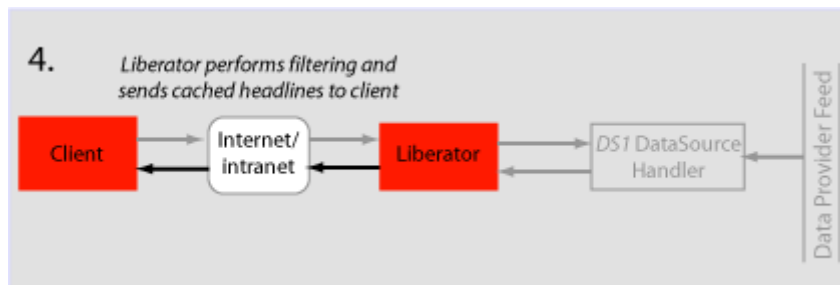 4.
Liberator performs filtering and
sends cached headlines to client
Client
Internet/
intranet
Liberator
DS1 DataSource
Handler
Data Provider Feed